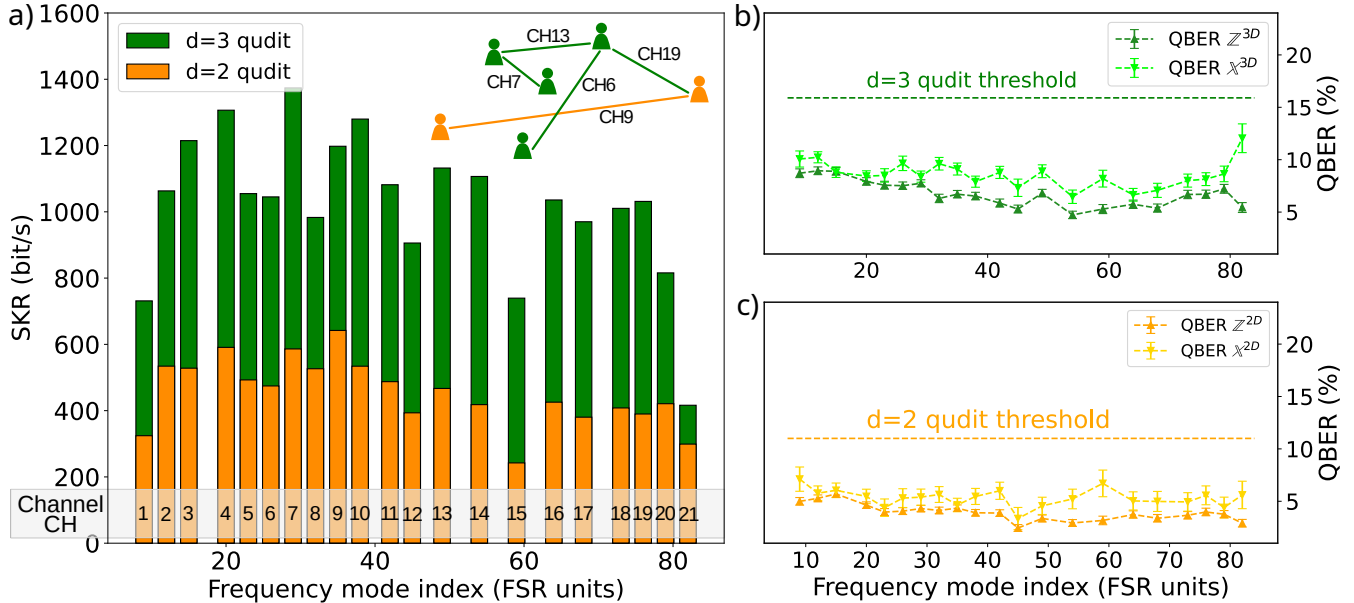 a)
1600
1400
1200
1000
800
600
400
200
0
SKR (bit/s)
d=3 qudit
d=2 qudit
CH13
CH19
CH7
CH6
CH9
Channel
CH
1 2 3 4 5 6 7 8 9 10 11 12 13 14 15 16 17 18 19 20 21
20 40 60 80
Frequency mode index (FSR units)
b)
QBER ℤ³ᴰ
QBER 𝕏³ᴰ
d=3 qudit threshold
20
15
10
5
QBER (%)
20 40 60 80
c)
QBER ℤ²ᴰ
QBER 𝕏²ᴰ
d=2 qudit threshold
20
15
10
5
QBER (%)
10 20 30 40 50 60 70 80
Frequency mode index (FSR units)